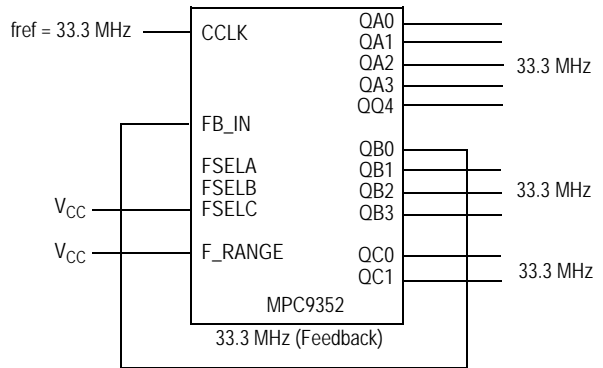 fref = 33.3 MHz
CCLK
QA0
QA1
QA2
33.3 MHz
QA3
QQ4
FB_IN
QB0
FSELA
QB1
FSELB
QB2
33.3 MHz
VCC
FSELC
QB3
VCC
F_RANGE
QC0
33.3 MHz
QC1
MPC9352
33.3 MHz (Feedback)